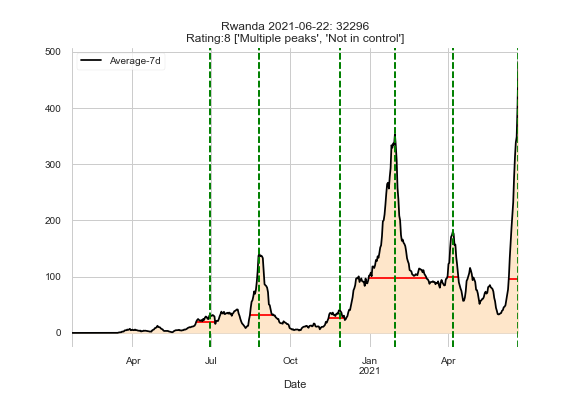 Rwanda 2021-06-22: 32296
Rating:8 ['Multiple peaks', 'Not in control']
Average-7d
500
400
300
200
100
0
Apr
Jul
Oct
Jan
2021
Apr
Date